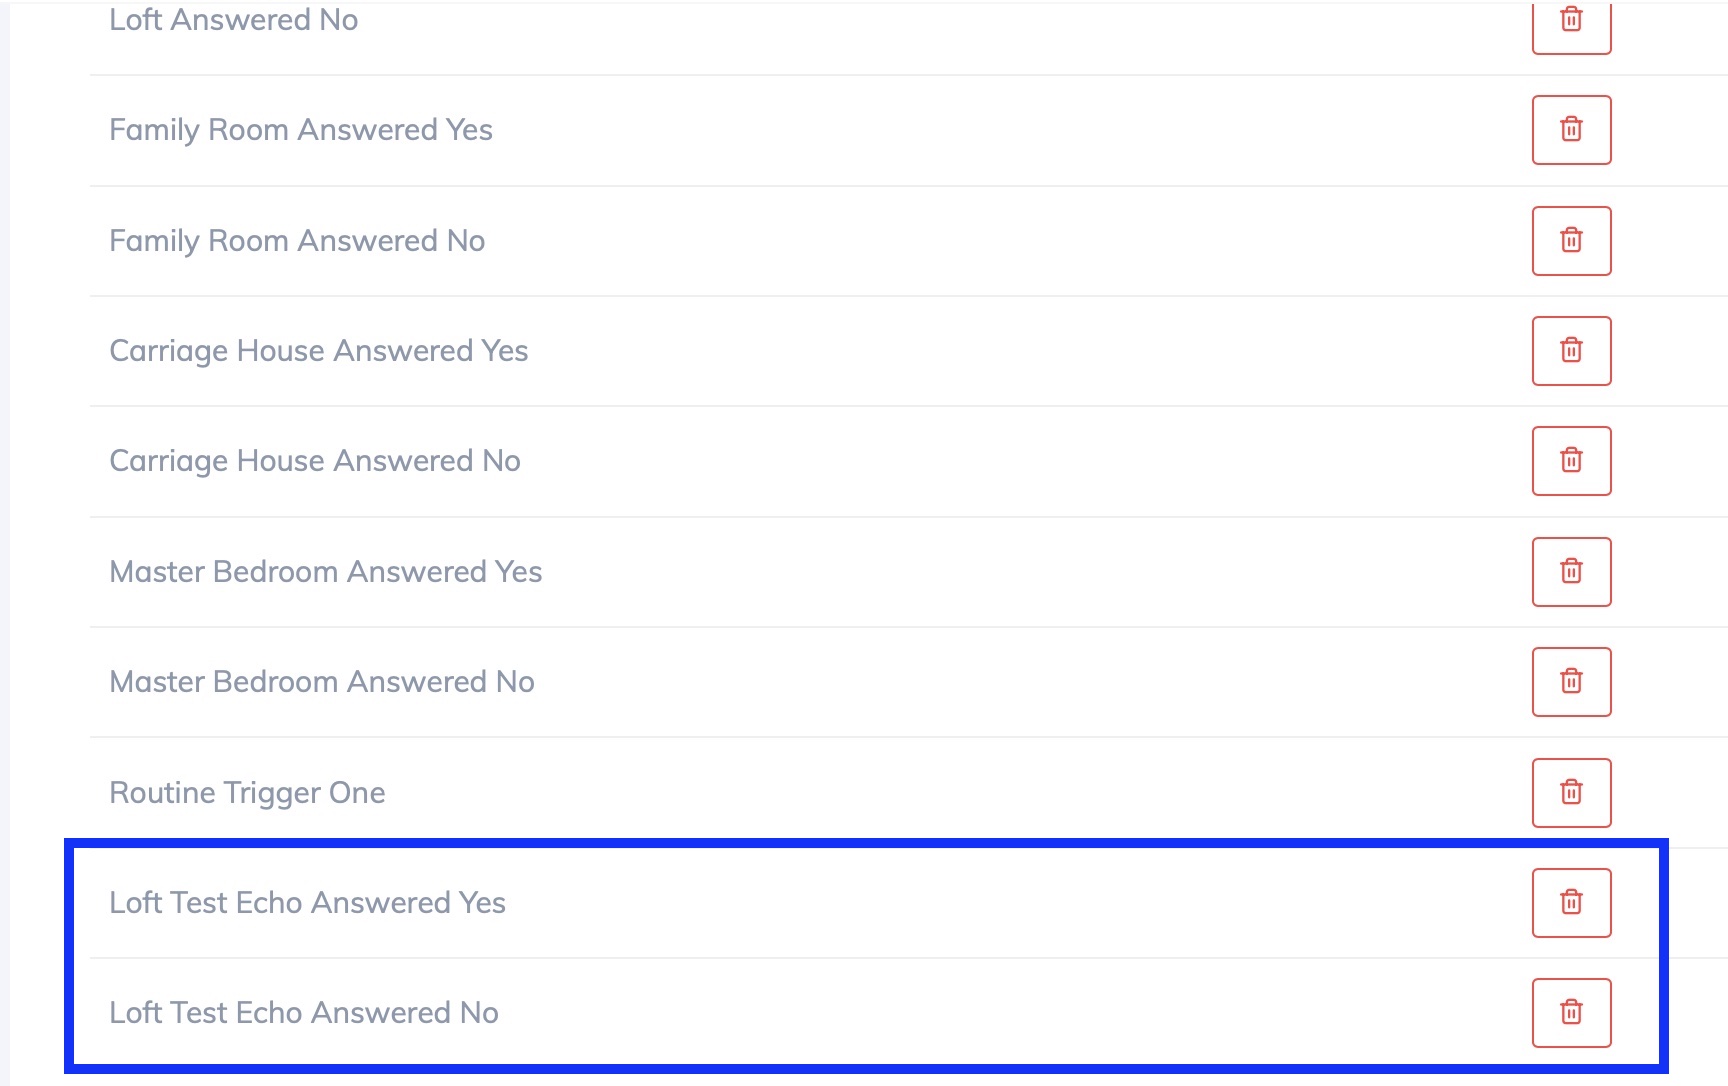 Loft Answered No
Family Room Answered Yes
Family Room Answered No
Carriage House Answered Yes
Carriage House Answered No
Master Bedroom Answered Yes
Master Bedroom Answered No
Routine Trigger One
Loft Test Echo Answered Yes
Loft Test Echo Answered No